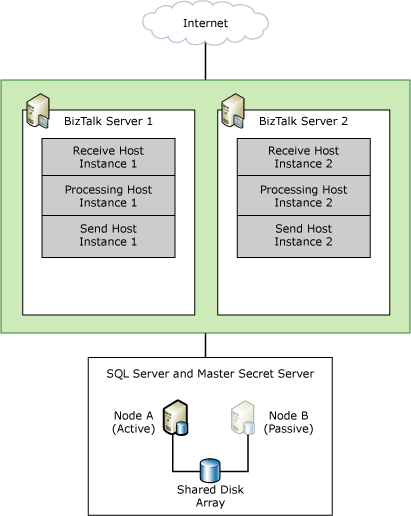 Internet
BizTalk Server 1
Receive Host
Instance 1
Processing Host
Instance 1
Send Host
Instance 1
BizTalk Server 2
Receive Host
Instance 2
Processing Host
Instance 2
Send Host
Instance 2
SQL Server and Master Secret Server
Node A
(Active)
Node B
(Passive)
Shared Disk
Array